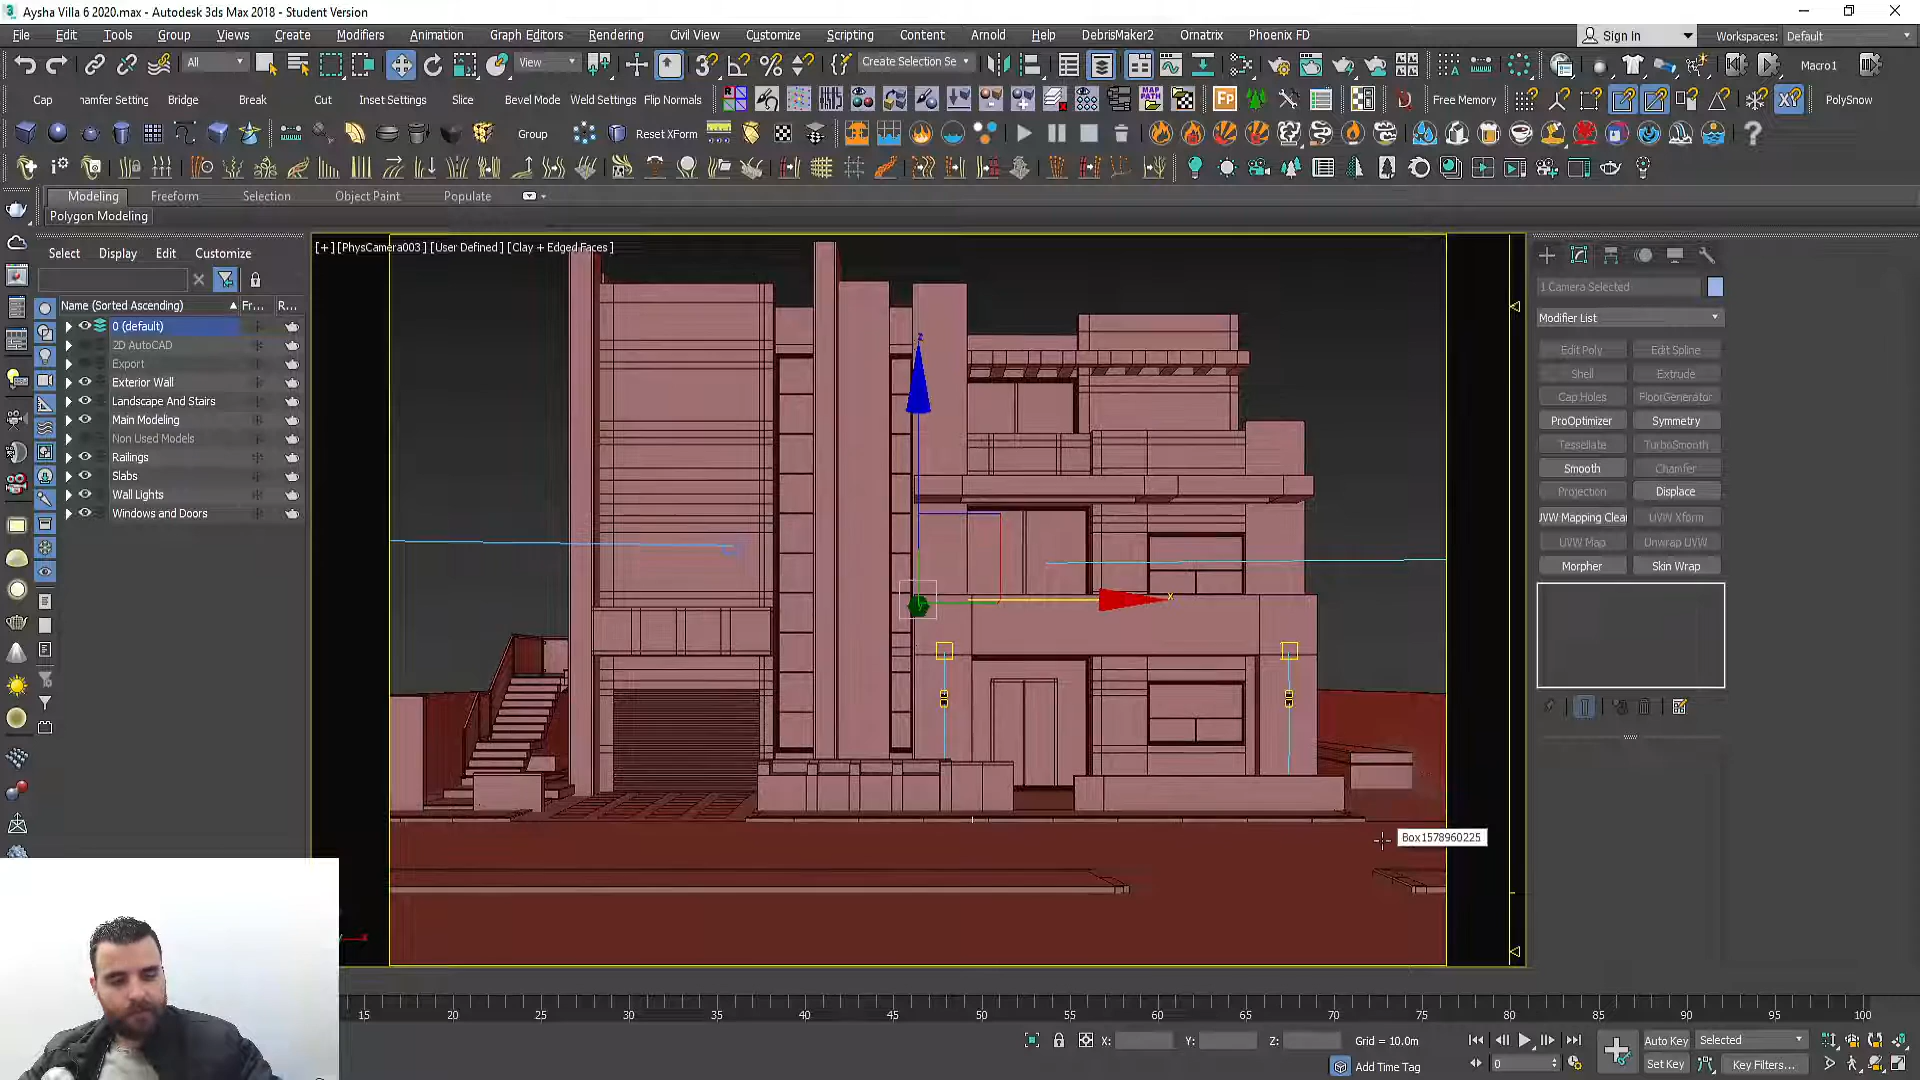 Aysha Villa 6 2020.max - Autodesk 3ds Max 2018 - Student Version
File Edit Tools Group Views Create Modifiers Animation Graph Editors Rendering Civil View Customize Scripting Content Arnold Help DebrisMaker2 Ornatrix Phoenix FD Sign In Workspaces: Default
All View Create Selection Se Macro1
Cap hamfer Setting Bridge Break Cut Inset Settings Slice Bevel Mode Weld Settings Flip Normals Free Memory PolySnow
Group Reset XForm
Modeling Freeform Selection Object Paint Populate
Polygon Modeling
Select Display Edit Customize
[+] [PhysCamera003] [User Defined] [Clay + Edged Faces]
1 Camera Selected
Name (Sorted Ascending) Fr... R...
Modifier List
0 (default)
2D AutoCAD
Export
Exterior Wall
Landscape And Stairs
Main Modeling
Non Used Models
Railings
Slabs
Wall Lights
Windows and Doors
Edit Poly Edit Spline
Shell Extrude
Cap Holes FloorGenerator
ProOptimizer Symmetry
Tessellate TurboSmooth
Smooth Chamfer
Projection Displace
UVW Mapping Clear UVW Xform
UVW Map Unwrap UVW
Morpher Skin Wrap
z
x
Box1578960225
15 20 25 30 35 40 45 50 55 60 65 70 75 80 85 90 95 100
X: Y: Z: Grid = 10.0m Auto Key Selected
Add Time Tag 0 Set Key Key Filters...